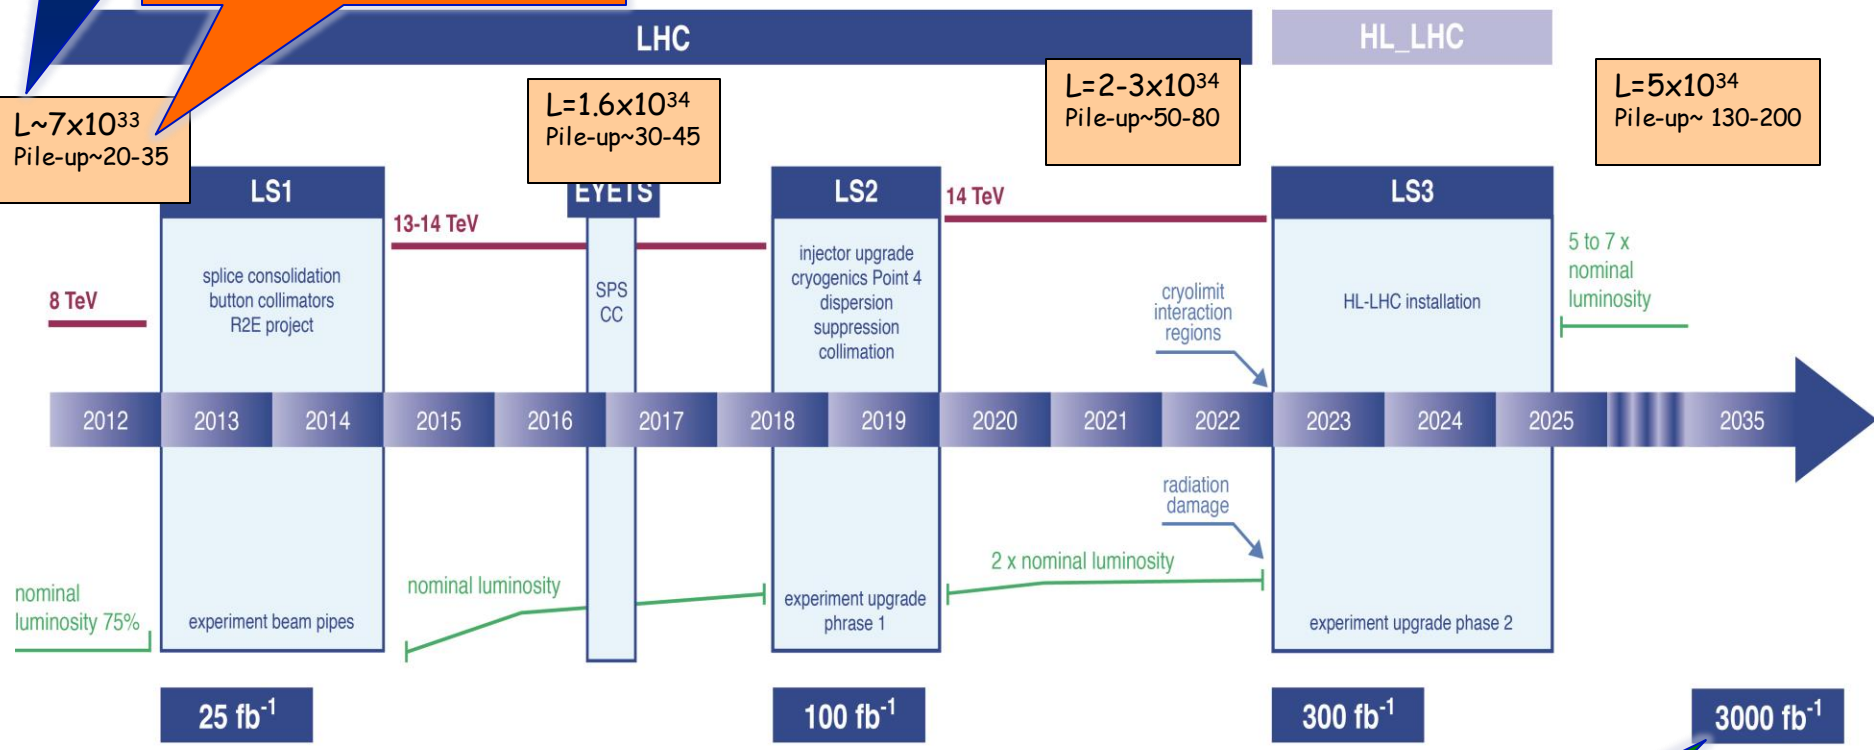 LHC
HL_LHC
L~7x10³³
Pile-up~20-35
L=1.6x10³⁴
Pile-up~30-45
L=2-3x10³⁴
Pile-up~50-80
L=5x10³⁴
Pile-up~ 130-200
LS1
EYETS
LS2
LS3
8 TeV
13-14 TeV
14 TeV
splice consolidation
button collimators
R2E project
SPS
CC
injector upgrade
cryogenics Point 4
dispersion
suppression
collimation
cryolimit
interaction
regions
HL-LHC installation
5 to 7 x
nominal
luminosity
2012 2013 2014 2015 2016 2017 2018 2019 2020 2021 2022 2023 2024 2025 2035
radiation
damage
nominal
luminosity 75%
experiment beam pipes
nominal luminosity
experiment upgrade
phrase 1
2 x nominal luminosity
experiment upgrade phase 2
25 fb⁻¹
100 fb⁻¹
300 fb⁻¹
3000 fb⁻¹